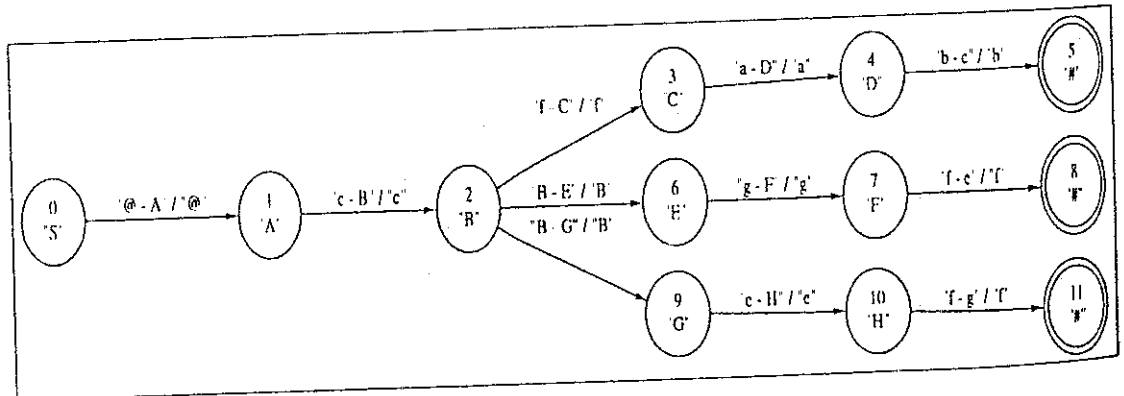 0
"S'
'@ - A' / "@'
1
'A'
'c - B' / "c"
2
"B"
'f - C' / 'f'
3
'C'
'a - D" / 'a"
4
'D"
'b - c" / 'b'
5
'#'
'B - E' / 'B'
6
'E'
"g - F' / "g'
7
'F'
'f - e' / "f'
8
'#"
"B - G" / "B'
9
'G'
'e - H" / "e"
10
'H"
'f - g' / 'f'
11
'#"